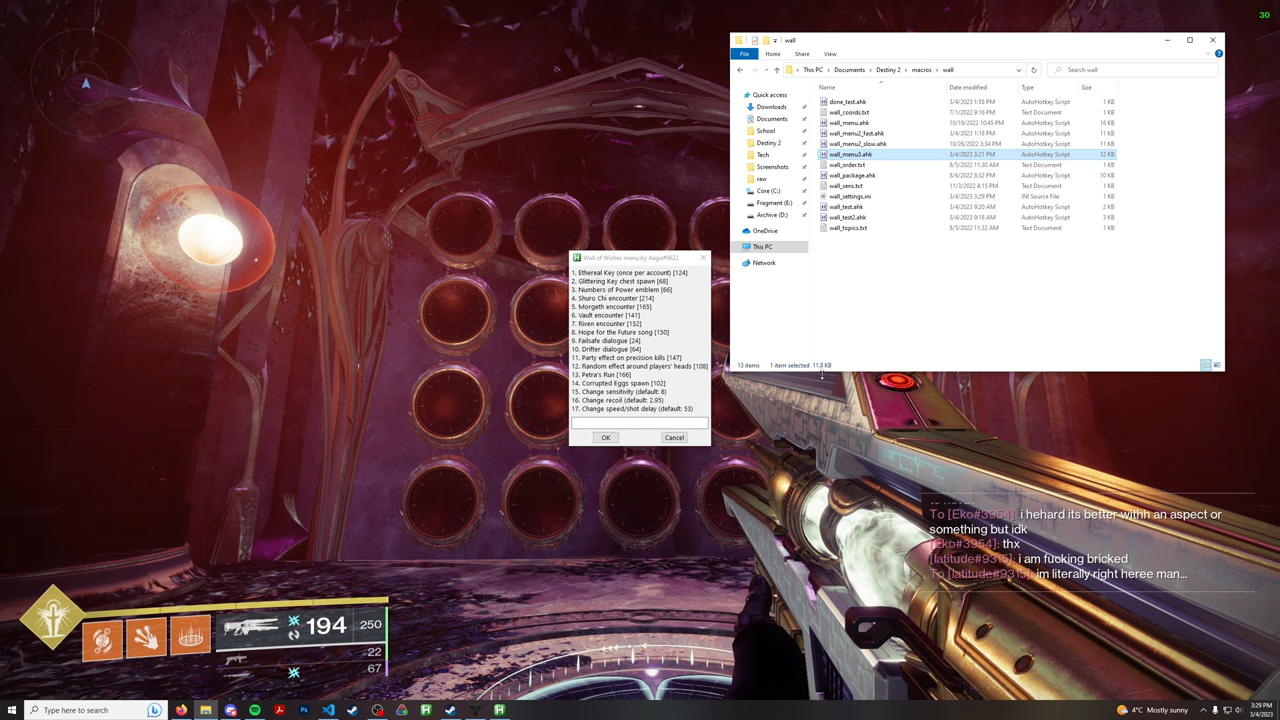 30
wall
File
Home
Share
View
This PC
Documents
Destiny 2
macros
wall
Search wall
Name
Date modified
Type
Size
Quick access
Downloads
Documents
School
Destiny 2
Tech
Screenshots
raw
Core (C:)
Fragment (E:)
Archive (D:)
OneDrive
This PC
Network
done_test.ahk 3/4/2023 1:55 PM AutoHotkey Script 1 KB
wall_coords.txt 7/1/2022 9:16 PM Text Document 1 KB
wall_menu.ahk 10/19/2022 10:45 PM AutoHotkey Script 16 KB
wall_menu2_fast.ahk 3/4/2023 1:18 PM AutoHotkey Script 11 KB
wall_menu2_slow.ahk 10/26/2022 3:34 PM AutoHotkey Script 11 KB
wall_menu3.ahk 3/4/2023 3:21 PM AutoHotkey Script 12 KB
wall_order.txt 8/5/2022 11:30 AM Text Document 1 KB
wall_package.ahk 8/6/2022 8:32 PM AutoHotkey Script 10 KB
wall_sens.txt 11/3/2022 4:15 PM Text Document 1 KB
wall_settings.ini 3/4/2023 3:29 PM INI Source File 1 KB
wall_test.ahk 3/4/2023 9:20 AM AutoHotkey Script 2 KB
wall_test2.ahk 3/4/2023 9:18 AM AutoHotkey Script 3 KB
wall_topics.txt 8/5/2022 11:32 AM Text Document 1 KB
13 items 1 item selected 11.8 KB
Wall of Wishes menu by Aegis#8622
1. Ethereal Key (once per account) [124]
2. Glittering Key chest spawn [68]
3. Numbers of Power emblem [66]
4. Shuro Chi encounter [214]
5. Morgeth encounter [165]
6. Vault encounter [141]
7. Riven encounter [152]
8. Hope for the Future song [150]
9. Failsafe dialogue [24]
10. Drifter dialogue [64]
11. Party effect on precision kills [147]
12. Random effect around players' heads [108]
13. Petra's Run [166]
14. Corrupted Eggs spawn [102]
15. Change sensitivity (default: 8)
16. Change recoil (default: 2.95)
17. Change speed/shot delay (default: 53)
OK
Cancel
To [Eko#3954]: i hehard its better withh an aspect or
something but idk
[Eko#3954]: thx
[latitude#9315]: i am fucking bricked
To [latitude#9315]: im literally right heree man...
194
250
22
67
Type here to search
4°C Mostly sunny
3:29 PM
3/4/2023